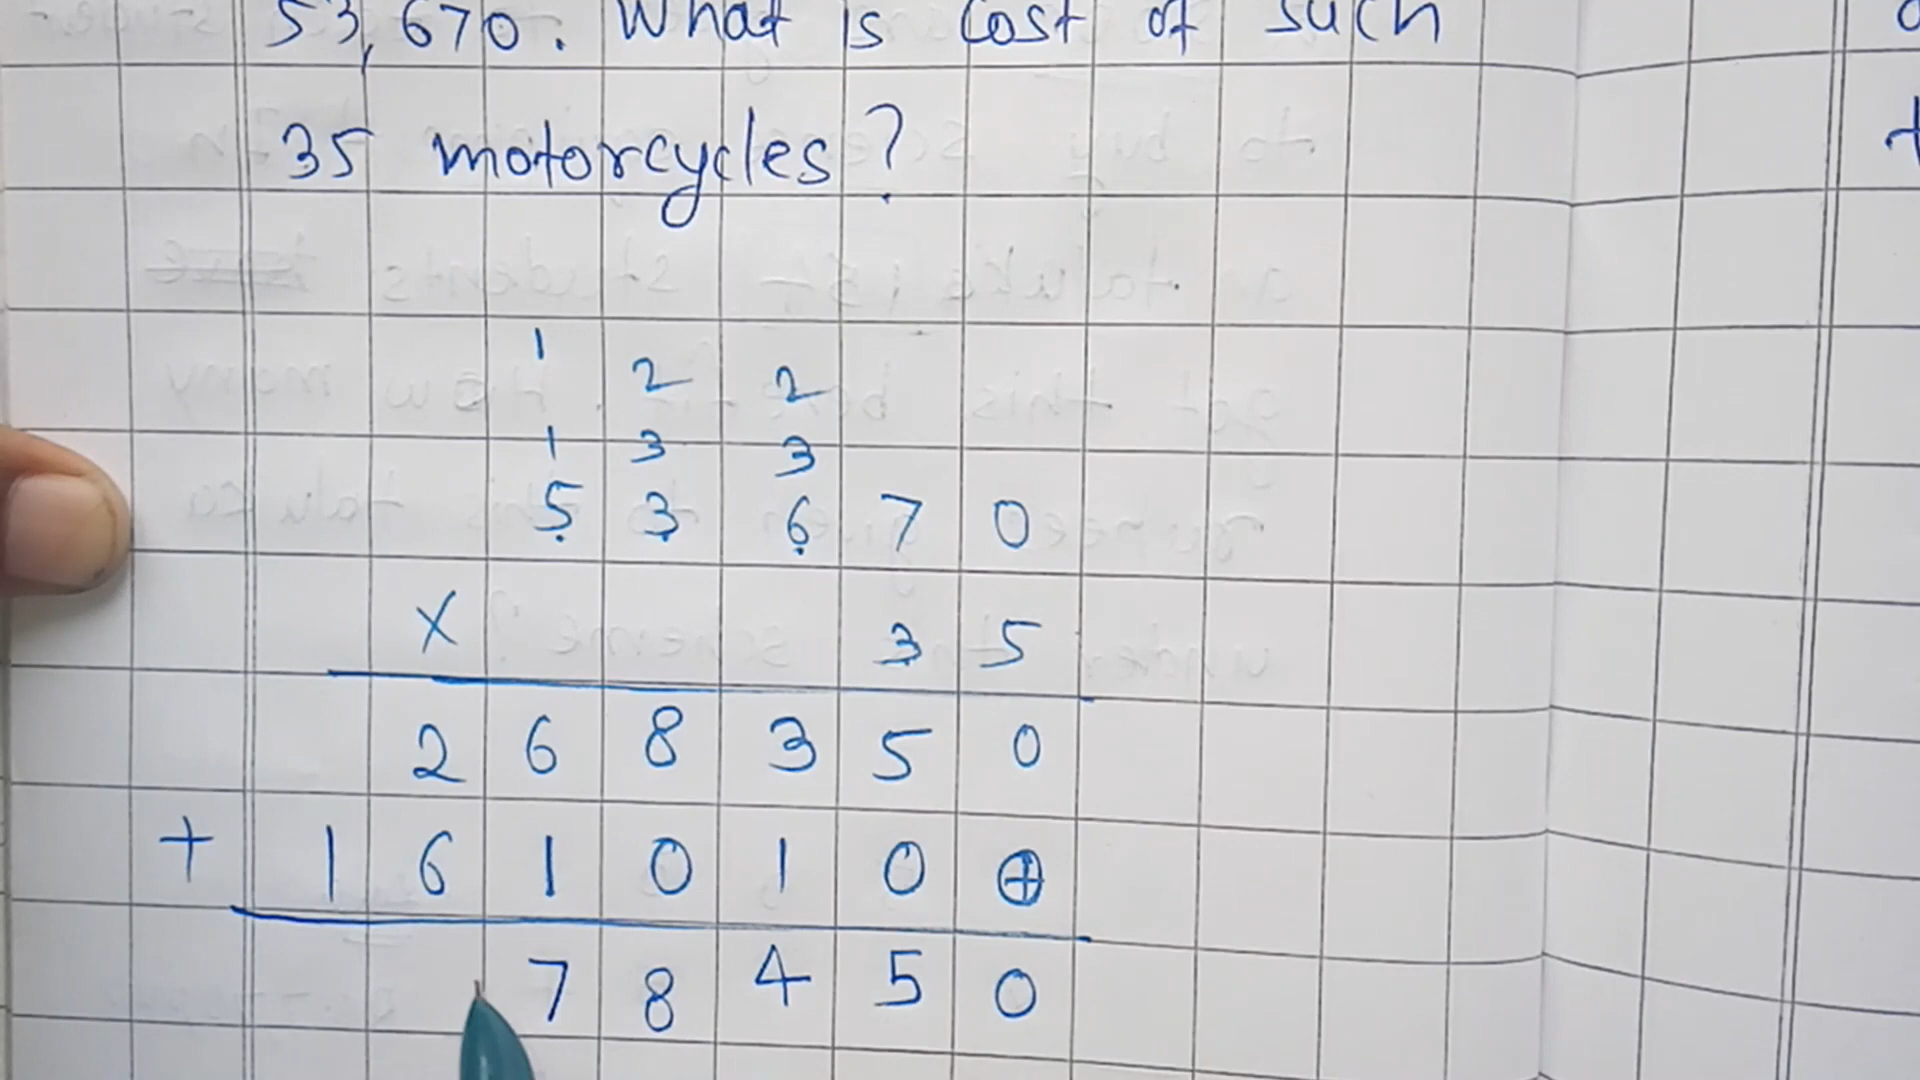 53,670. What is Cost of such
35 motorcycles?
1 2 2
1 3 3
5 3 6 7 0
× 3 5
2 6 8 3 5 0
+ 1 6 1 0 1 0 ⊕
7 8 4 5 0